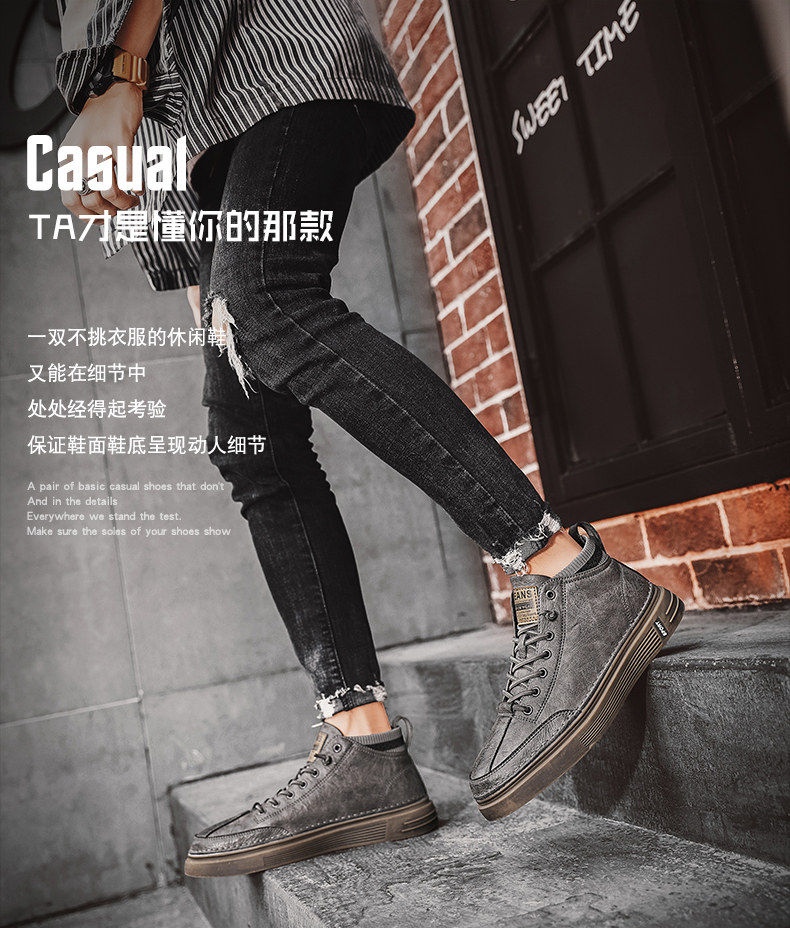 SWEET TIME
Casual
TA才是懂你的那款
一双不挑衣服的休闲鞋
又能在细节中
处处经得起考验
保证鞋面鞋底呈现动人细节
A pair of basic casual shoes that don't
And in the details
Everywhere we stand the test.
Make sure the soles of your shoes show
EANS
SPORT